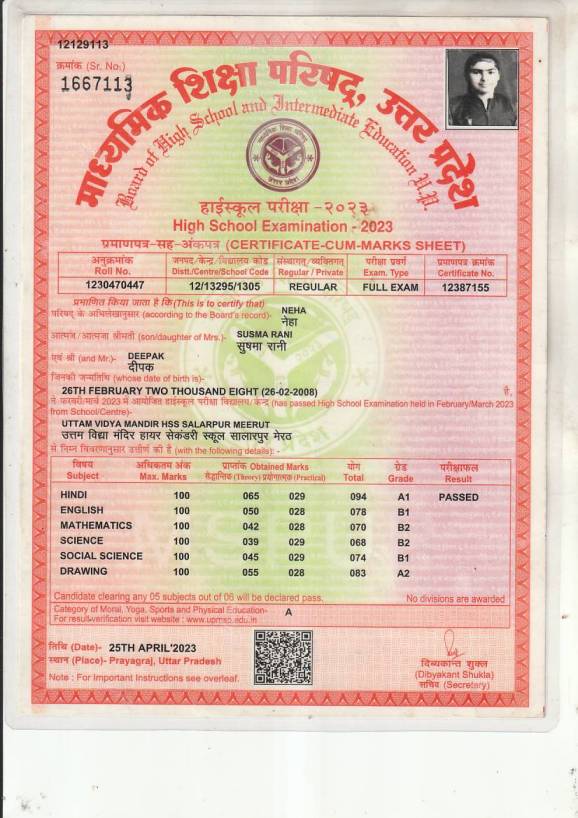 12129113
क्रमांक (Sr. No.)
1667113
माध्यमिक शिक्षा परिषद्, उत्तर प्रदेश
Board of High School and Intermediate Education U.P.
हाईस्कूल परीक्षा -२०२३
High School Examination - 2023
प्रमाणपत्र-सह-अंकपत्र (CERTIFICATE-CUM-MARKS SHEET)
अनुक्रमांक जनपद/केन्द्र/विद्यालय कोड संस्थागत/व्यक्तिगत परीक्षा प्रवर्ग प्रमाणपत्र क्रमांक
Roll No. Distt./Centre/School Code Regular / Private Exam. Type Certificate No.
1230470447 12/13295/1305 REGULAR FULL EXAM 12387155
प्रमाणित किया जाता है कि(This is to certify that)
परिषद् के अभिलेखानुसार (according to the Board's record)- NEHA
नेहा
आत्मज/आत्मजा श्रीमती (son/daughter of Mrs.)- SUSMA RANI
सुषमा रानी
एवं श्री (and Mr.)- DEEPAK
दीपक
जिनकी जन्मतिथि (whose date of birth is)-
26TH FEBRUARY TWO THOUSAND EIGHT (26-02-2008) है,
ने फरवरी/मार्च 2023 में आयोजित हाईस्कूल परीक्षा विद्यालय/ केन्द्र (has passed High School Examination held in February/March 2023
from School/Centre)-
UTTAM VIDYA MANDIR HSS SALARPUR MEERUT
उत्तम विद्या मंदिर हायर सेकंडरी स्कूल सालारपुर मेरठ
से निम्न विवरणानुसार उत्तीर्ण की है (with the following details): -
विषय अधिकतम अंक प्राप्तांक Obtained Marks योग ग्रेड परीक्षाफल
Subject Max. Marks सैद्धान्तिक (Theory) प्रयोगात्मक (Practical) Total Grade Result
HINDI 100 065 029 094 A1 PASSED
ENGLISH 100 050 028 078 B1
MATHEMATICS 100 042 028 070 B2
SCIENCE 100 039 029 068 B2
SOCIAL SCIENCE 100 045 029 074 B1
DRAWING 100 055 028 083 A2
Candidate clearing any 05 subjects out of 06 will be declared pass. No divisions are awarded
Category of Moral, Yoga, Sports and Physical Education- A
For result verification visit website : www.upmsp.edu.in
तिथि (Date)- 25TH APRIL'2023
स्थान (Place)- Prayagraj, Uttar Pradesh
Note : For Important Instructions see overleaf.
दिब्यकान्त शुक्ल
(Dibyakant Shukla)
सचिव (Secretary)